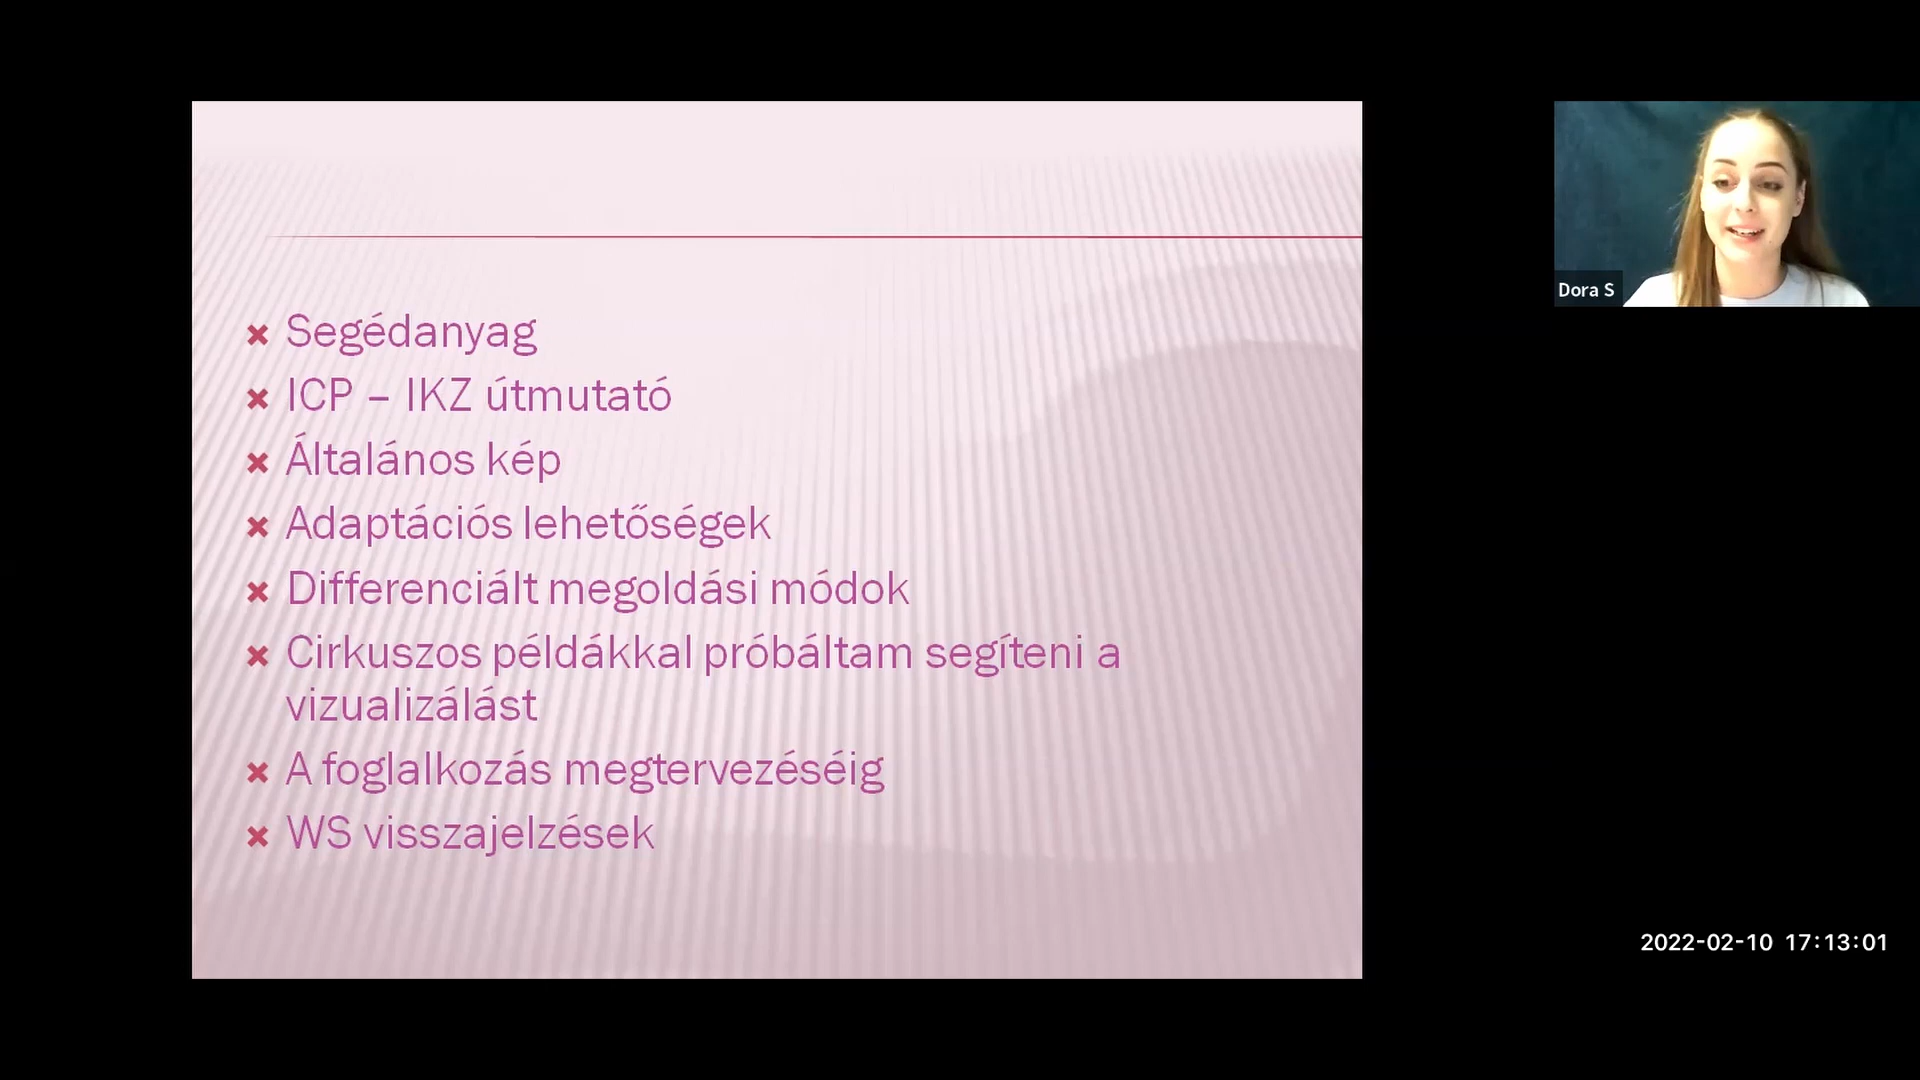 Segédanyag
ICP – IKZ útmutató
Általános kép
Adaptációs lehetőségek
Differenciált megoldási módok
Cirkuszos példákkal próbáltam segíteni a
vizualizálást
A foglalkozás megtervezéséig
WS visszajelzések
Dora S
2022-02-10 17:13:01